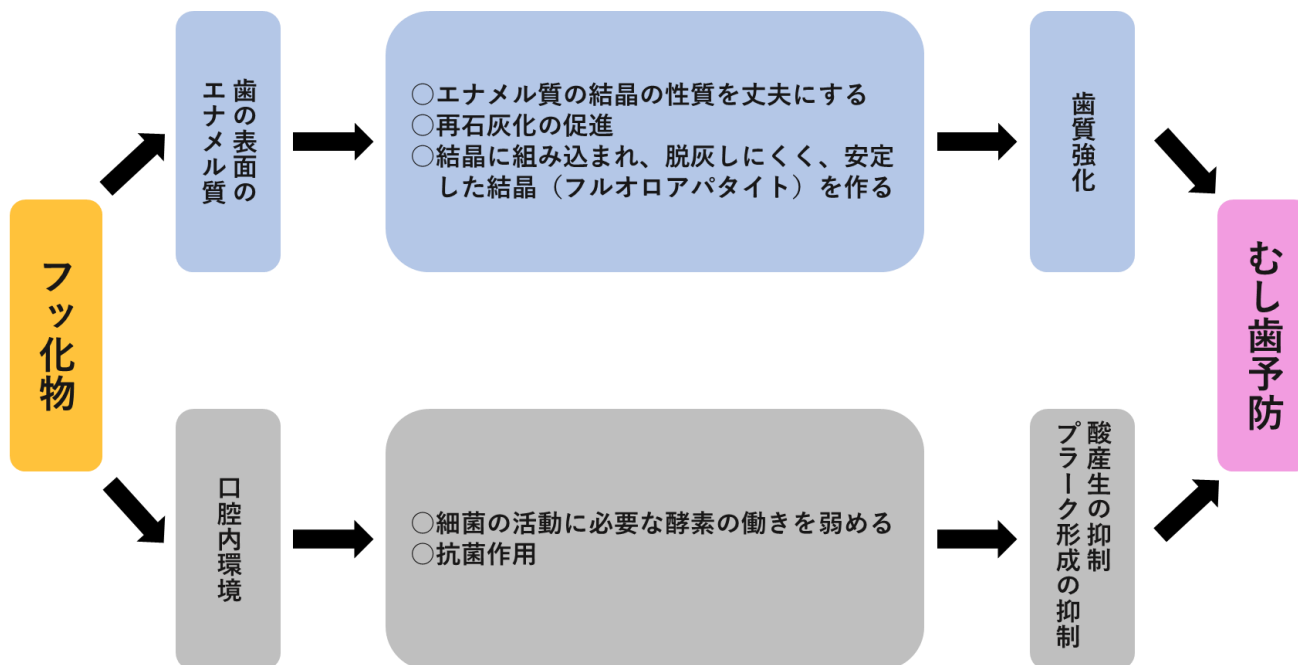 フッ化物
歯の表面の
エナメル質
○エナメル質の結晶の性質を丈夫にする
○再石灰化の促進
○結晶に組み込まれ、脱灰しにくく、安定
した結晶（フルオロアパタイト）を作る
歯質強化
口腔内環境
○細菌の活動に必要な酵素の働きを弱める
○抗菌作用
酸産生の抑制
プラーク形成の抑制
むし歯予防